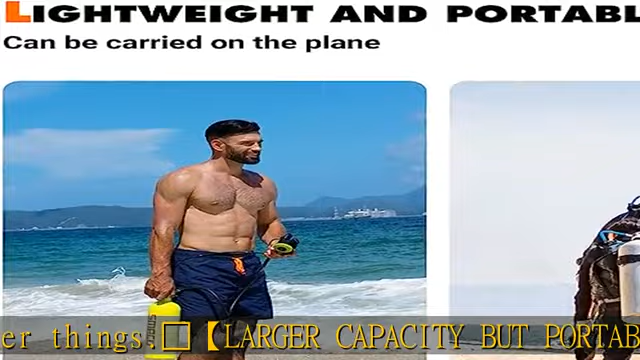 LIGHTWEIGHT AND PORTABL
Can be carried on the plane
er things!□【LARGER CAPACITY BUT PORTAB